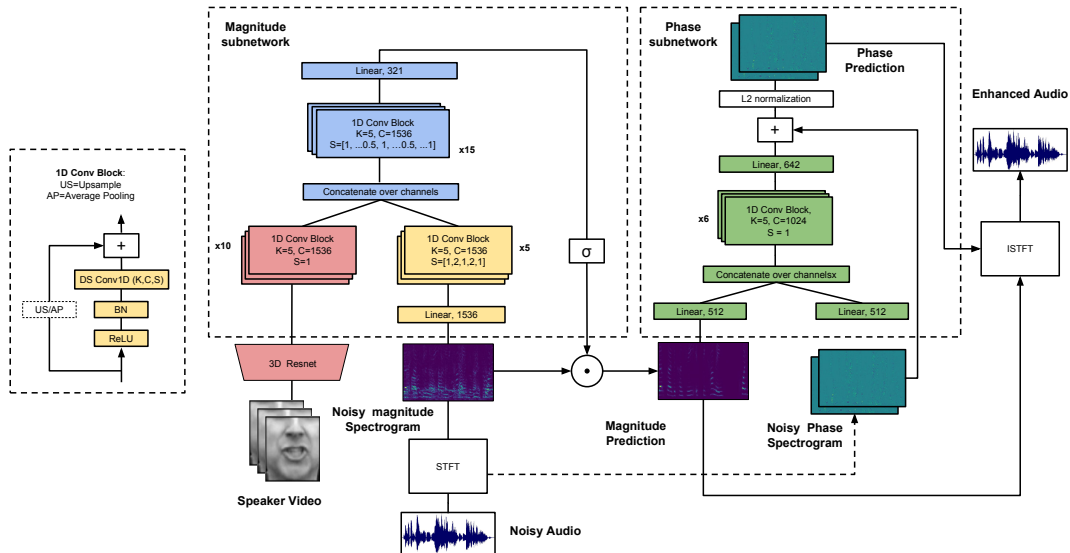 Magnitude
subnetwork
Linear, 321
1D Conv Block
K=5, C=1536
S=[1, ...0.5, 1, ….0.5, ...1]
x15
Concatenate over channels
x10
1D Conv Block
K=5, C=1536
S=1
1D Conv Block
K=5, C=1536
S=[1,2,1,2,1]
x5
Linear, 1536
σ
1D Conv Block:
US=Upsample
AP=Average Pooling
+
DS Conv1D (K,C,S)
US/AP
BN
ReLU
3D Resnet
Speaker Video
Noisy magnitude
Spectrogram
STFT
Noisy Audio
Phase
subnetwork
Phase
Prediction
L2 normalization
+
Linear, 642
x6
1D Conv Block,
K=5, C=1024
S = 1
Concatenate over channelsx
Linear, 512
Linear, 512
Magnitude
Prediction
Noisy Phase
Spectrogram
Enhanced Audio
ISTFT